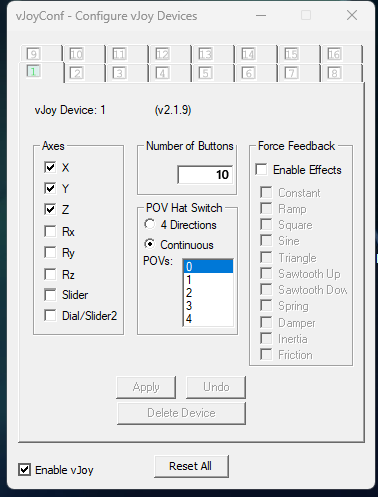 vJoyConf - Configure vJoy Devices
9 10 11 12 13 14 15 16
1 2 3 4 5 6 7 8
vJoy Device: 1 (v2.1.9)
Axes
X
Y
Z
Rx
Ry
Rz
Slider
Dial/Slider2
Number of Buttons
10
POV Hat Switch
4 Directions
Continuous
POVs:
0
1
2
3
4
Force Feedback
Enable Effects
Constant
Ramp
Square
Sine
Triangle
Sawtooth Up
Sawtooth Dow
Spring
Damper
Inertia
Friction
Apply Undo
Delete Device
Enable vJoy Reset All